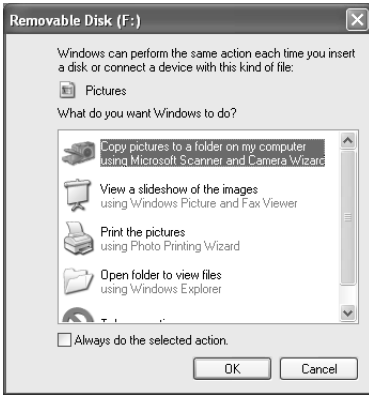 Removable Disk (F:)
Windows can perform the same action each time you insert
a disk or connect a device with this kind of file:
Pictures
What do you want Windows to do?
Copy pictures to a folder on my computer
using Microsoft Scanner and Camera Wizard
View a slideshow of the images
using Windows Picture and Fax Viewer
Print the pictures
using Photo Printing Wizard
Open folder to view files
using Windows Explorer
Always do the selected action.
OK
Cancel